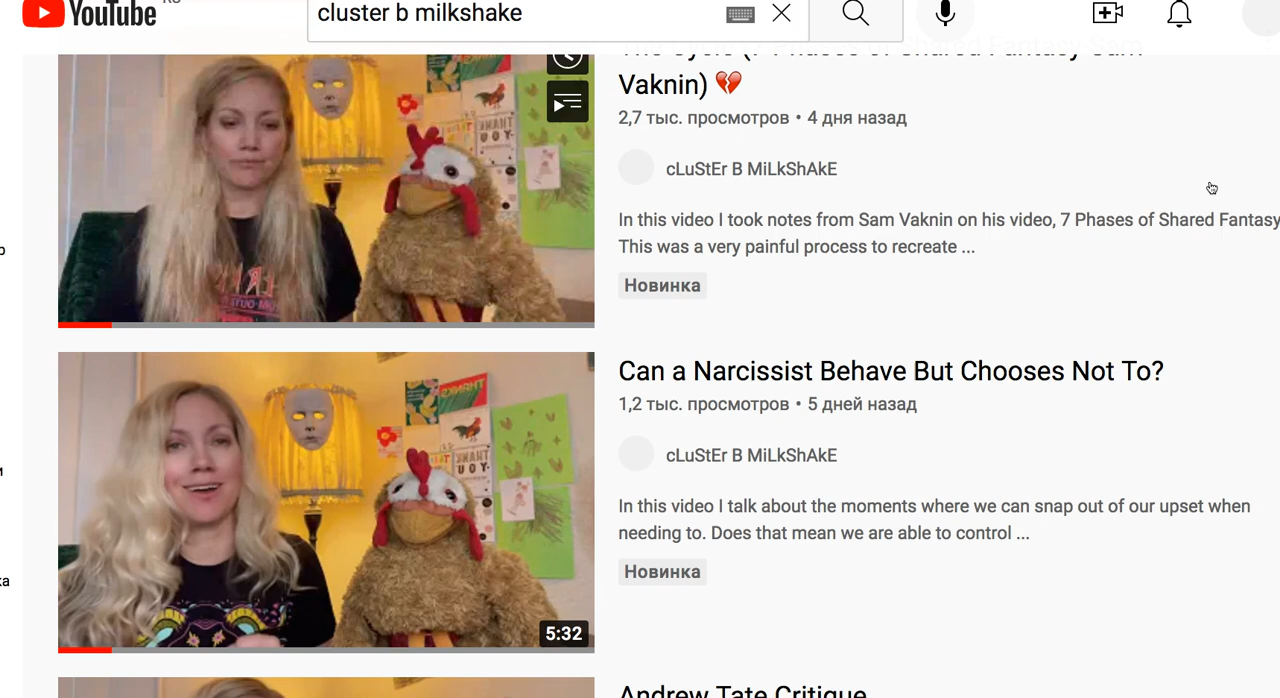 YouTube
cluster b milkshake
Vaknin) 💔
2,7 тыс. просмотров • 4 дня назад
cLuStEr B MiLkShAkE
In this video I took notes from Sam Vaknin on his video, 7 Phases of Shared Fantasy
This was a very painful process to recreate ...
Новинка
Can a Narcissist Behave But Chooses Not To?
1,2 тыс. просмотров • 5 дней назад
cLuStEr B MiLkShAkE
In this video I talk about the moments where we can snap out of our upset when
needing to. Does that mean we are able to control ...
Новинка
5:32
Andrew Tate Critique